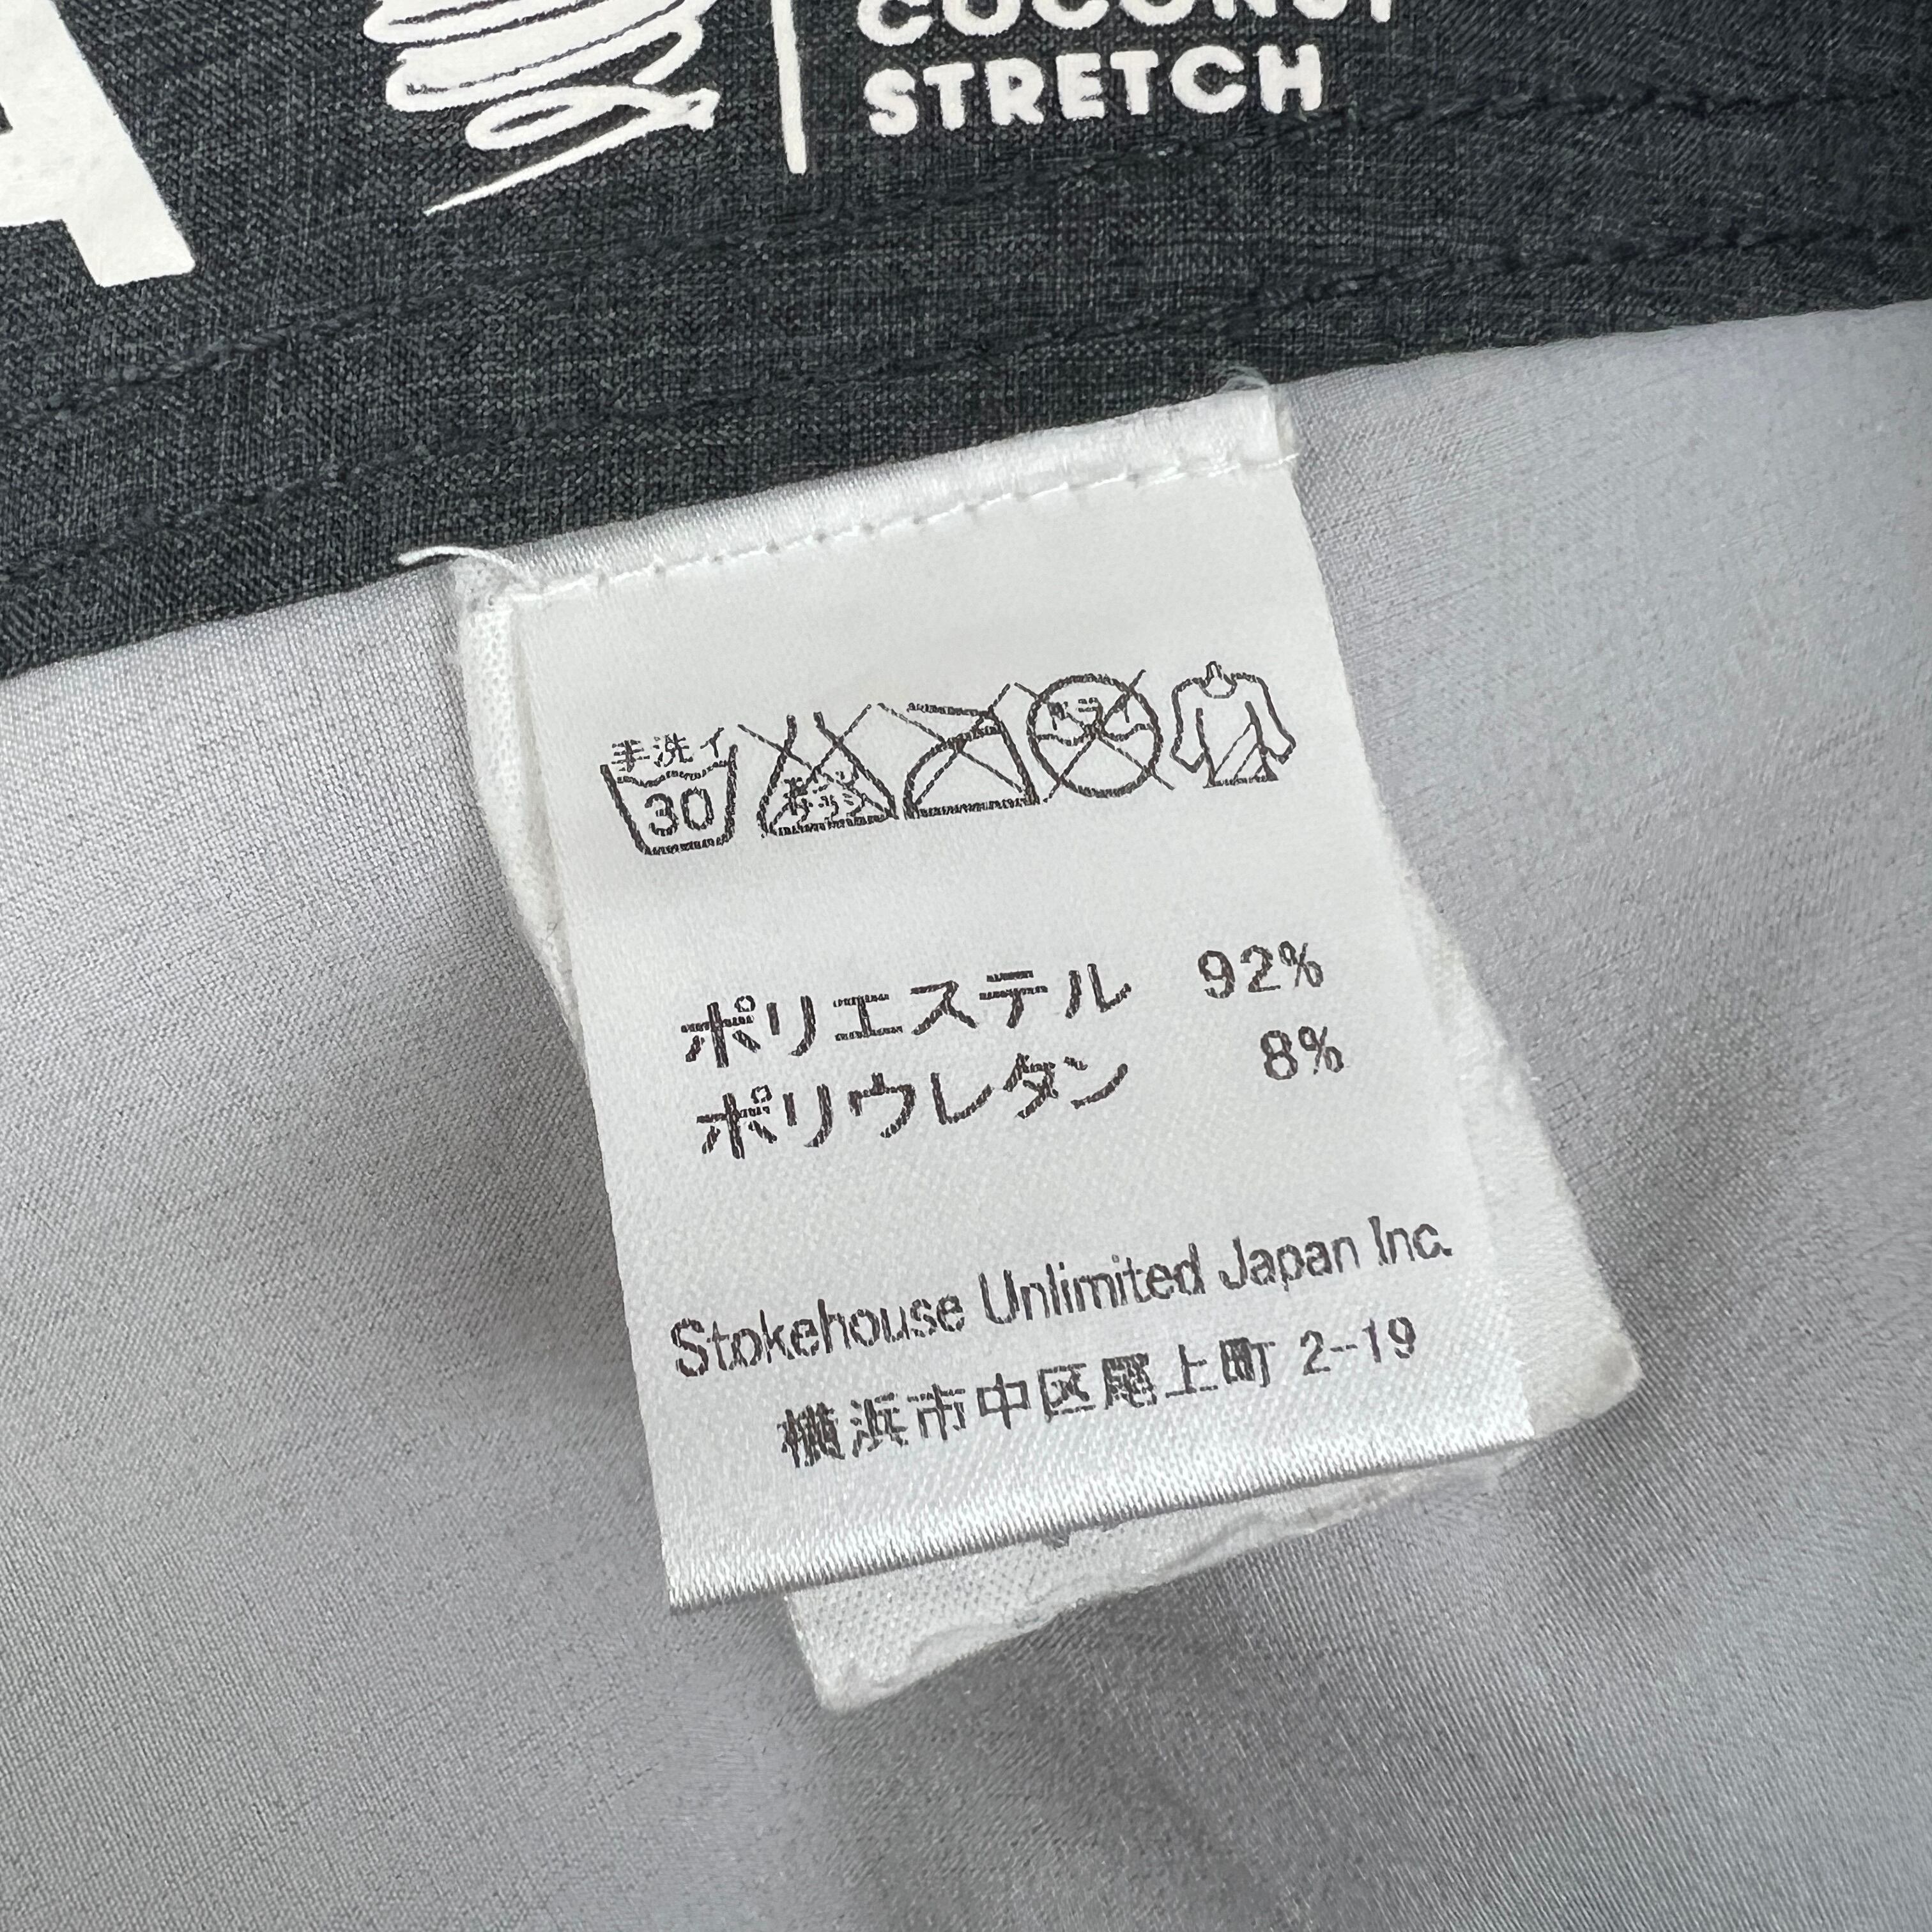 STRETCH
手洗イ
30
ポリエステル 92%
ポリウレタン 8%
Stokehouse Unlimited Japan Inc.
横浜市中区尾上町 2-19